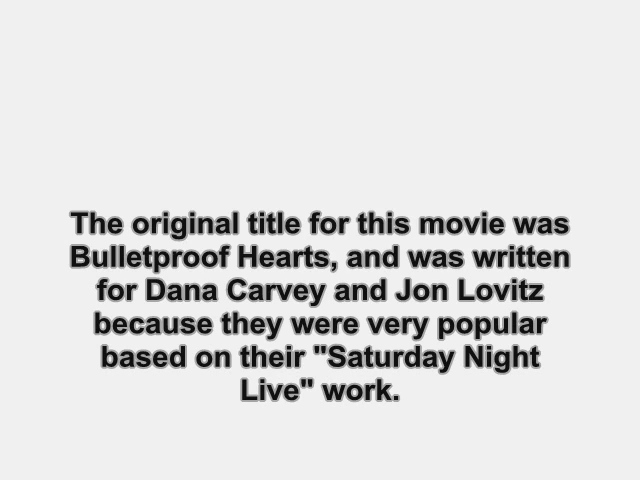 The original title for this movie was
Bulletproof Hearts, and was written
for Dana Carvey and Jon Lovitz
because they were very popular
based on their "Saturday Night
Live" work.